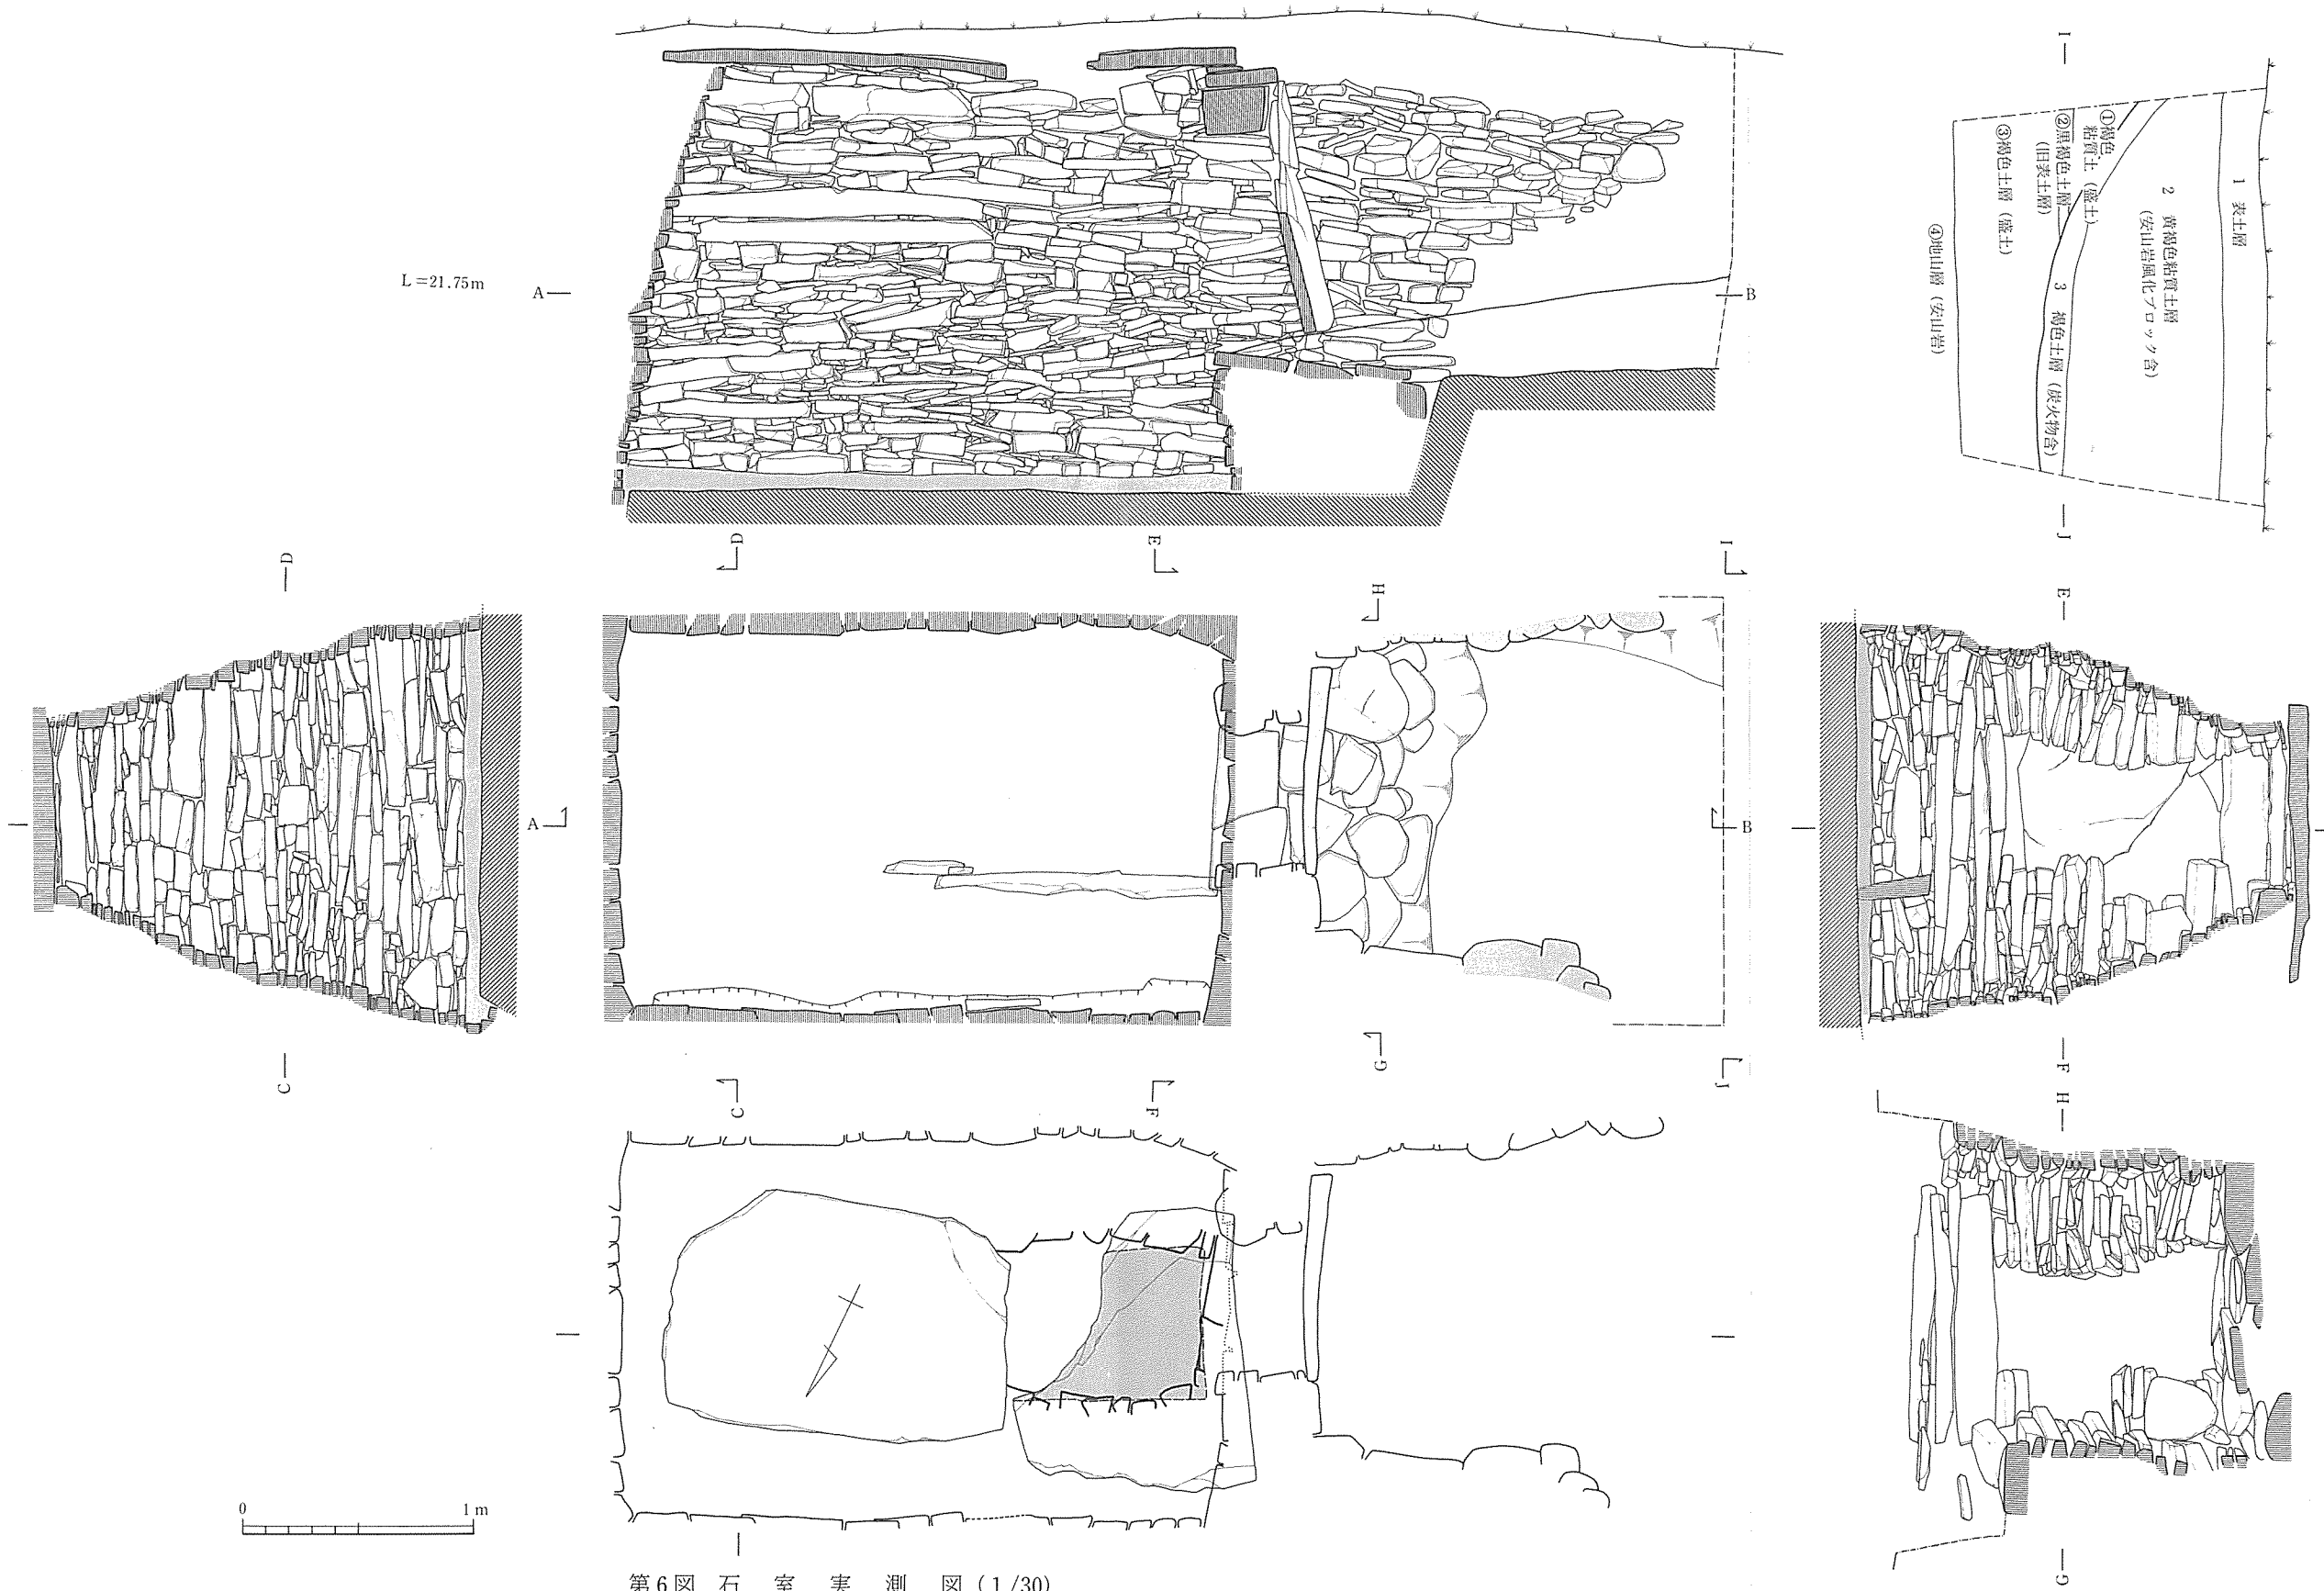 L=21.75m
A
B
I
①褐色
粘質土（盛土）
②黒褐色土層
（旧表土層）
③褐色土層（盛土）
④地山層（安山岩）
1 表土層
2 黄褐色粘質土層
（安山岩風化ブロック含）
3 褐色土層（炭火物含）
J
D
E
I
D
H
E
A
B
C
G
F
C
F
J
H
G
0 1m
第6図 石室実測図（1/30）